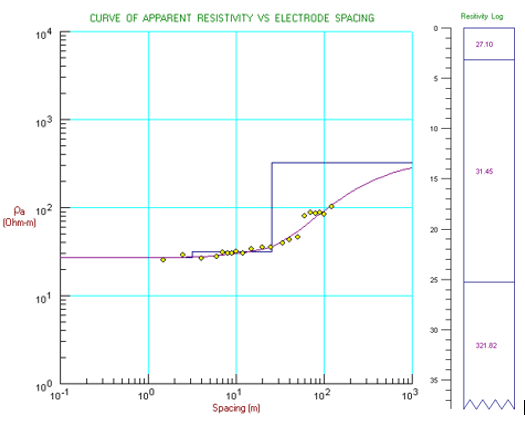 CURVE OF APPARENT RESISTIVITY VS ELECTRODE SPACING
10^4
10^3
10^2
10^1
10^0
ρa
(Ohm-m)
10^-1 10^0 10^1 10^2 10^3
Spacing (m)
Resitivity Log
0
5
10
15
20
25
30
35
27.10
31.45
321.82